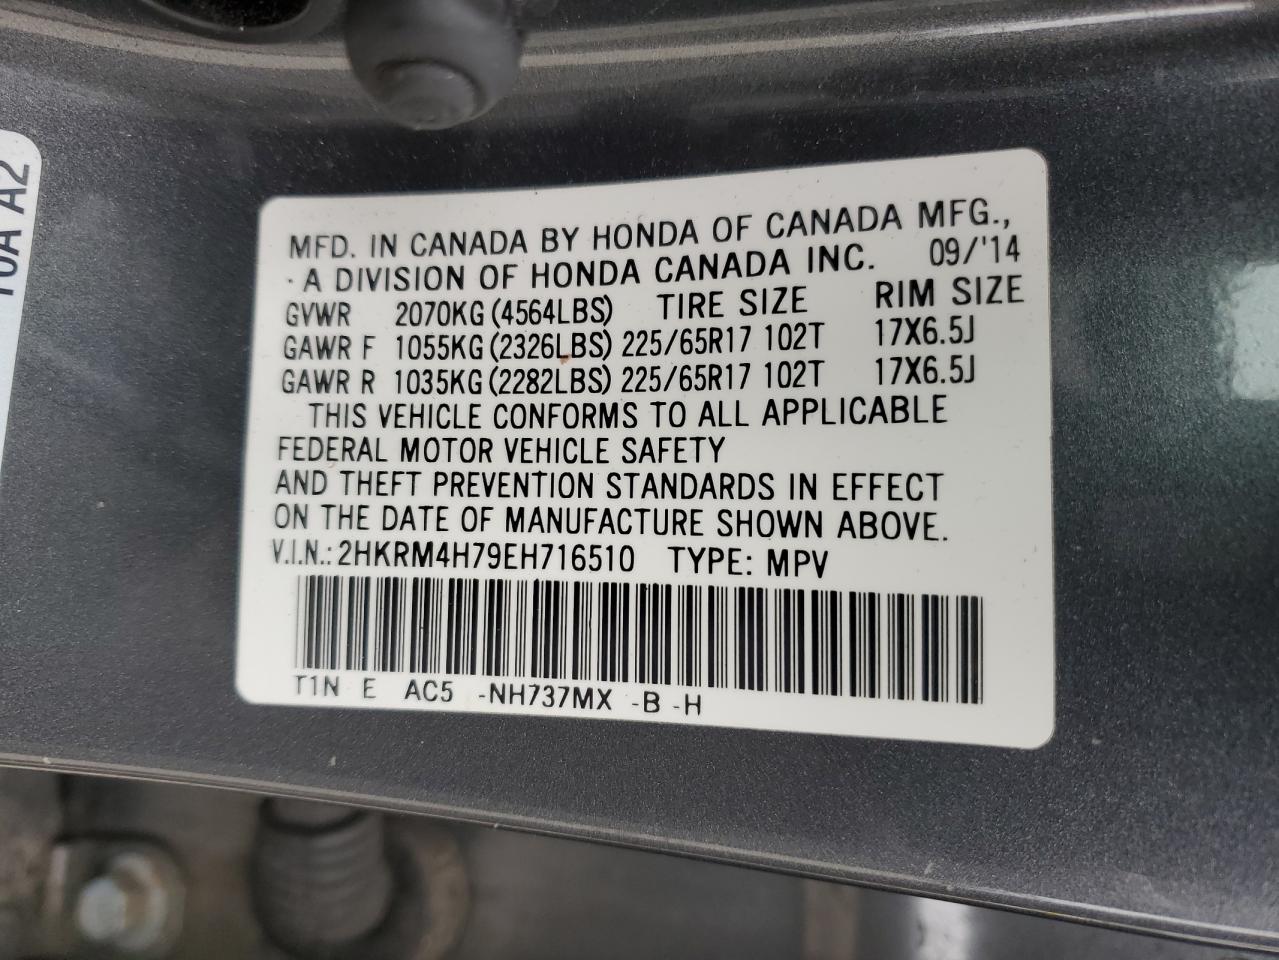 10A A2
MFD. IN CANADA BY HONDA OF CANADA MFG.,
· A DIVISION OF HONDA CANADA INC. 09/'14
GVWR 2070KG (4564LBS) TIRE SIZE RIM SIZE
GAWR F 1055KG (2326LBS) 225/65R17 102T 17X6.5J
GAWR R 1035KG (2282LBS) 225/65R17 102T 17X6.5J
THIS VEHICLE CONFORMS TO ALL APPLICABLE
FEDERAL MOTOR VEHICLE SAFETY
AND THEFT PREVENTION STANDARDS IN EFFECT
ON THE DATE OF MANUFACTURE SHOWN ABOVE.
V.I.N.: 2HKRM4H79EH716510 TYPE: MPV
T1N E AC5 -NH737MX -B -H